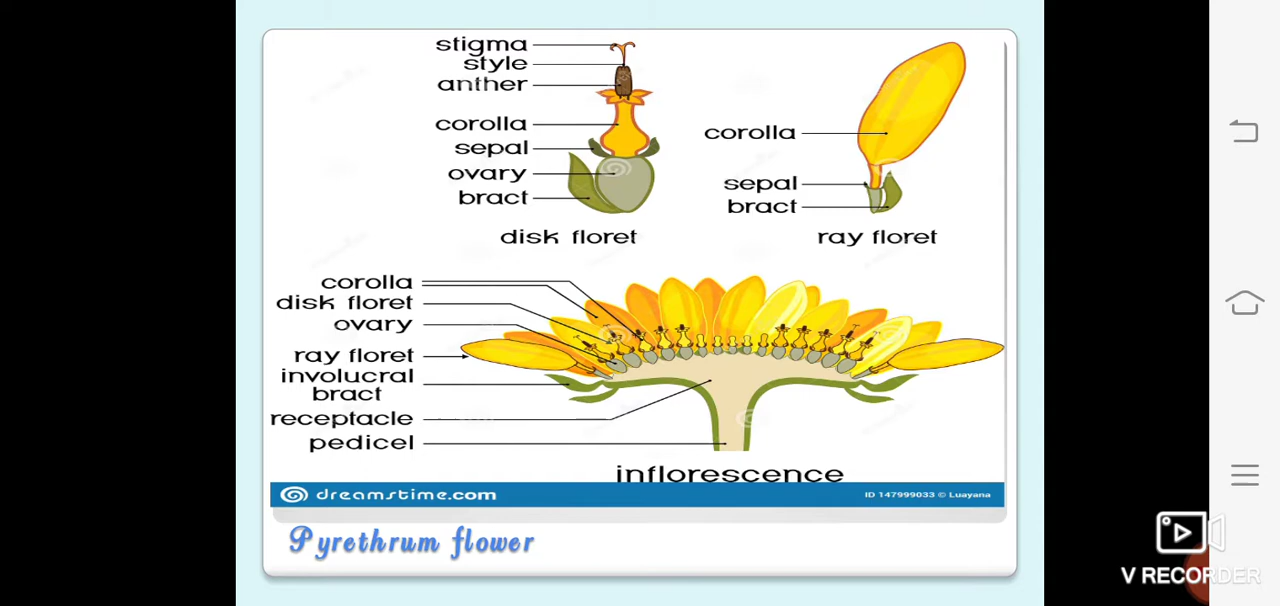 stigma
style
anther
corolla
sepal
ovary
bract
disk floret
corolla
sepal
bract
ray floret
corolla
disk floret
ovary
ray floret
involucral
bract
receptacle
pedicel
inflorescence
dreamstime.com
ID 147999033 © Luayana
Pyrethrum flower
V RECORDER